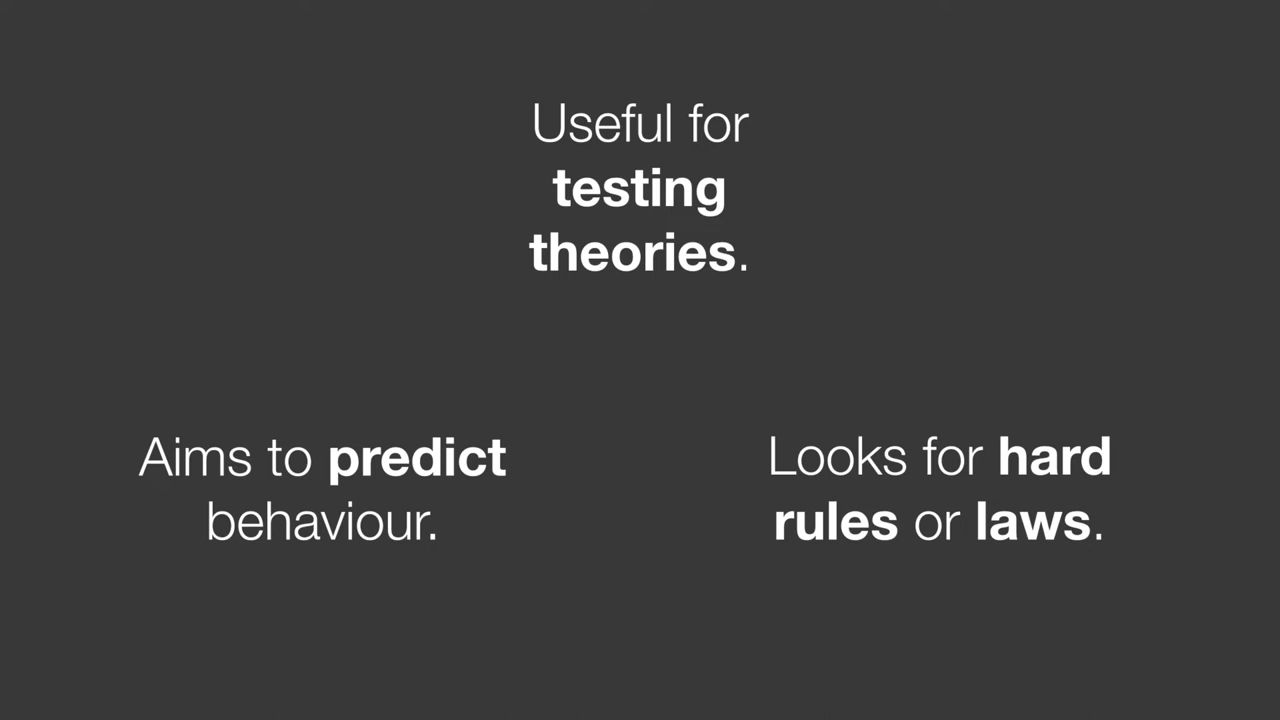 Useful for
testing
theories.
Aims to predict
behaviour.
Looks for hard
rules or laws.